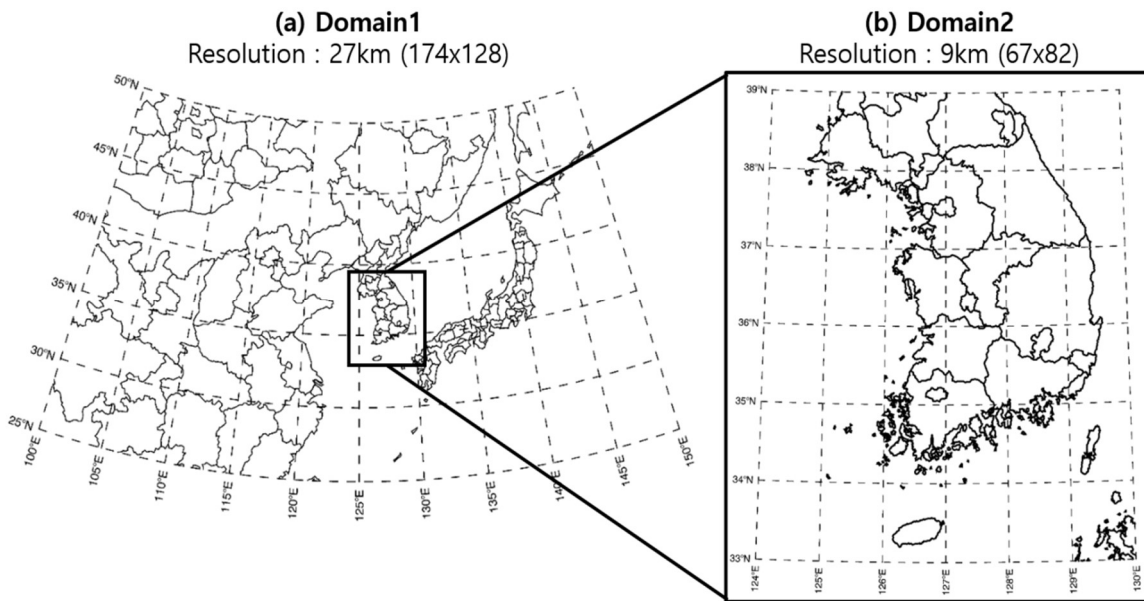 (a) Domain1
Resolution : 27km (174x128)
50°N
45°N
40°N
35°N
30°N
25°N
100°E
105°E
110°E
115°E
120°E
125°E
130°E
135°E
140°E
145°E
150°E
(b) Domain2
Resolution : 9km (67x82)
39°N
38°N
37°N
36°N
35°N
34°N
33°N
124°E
125°E
126°E
127°E
128°E
129°E
130°E